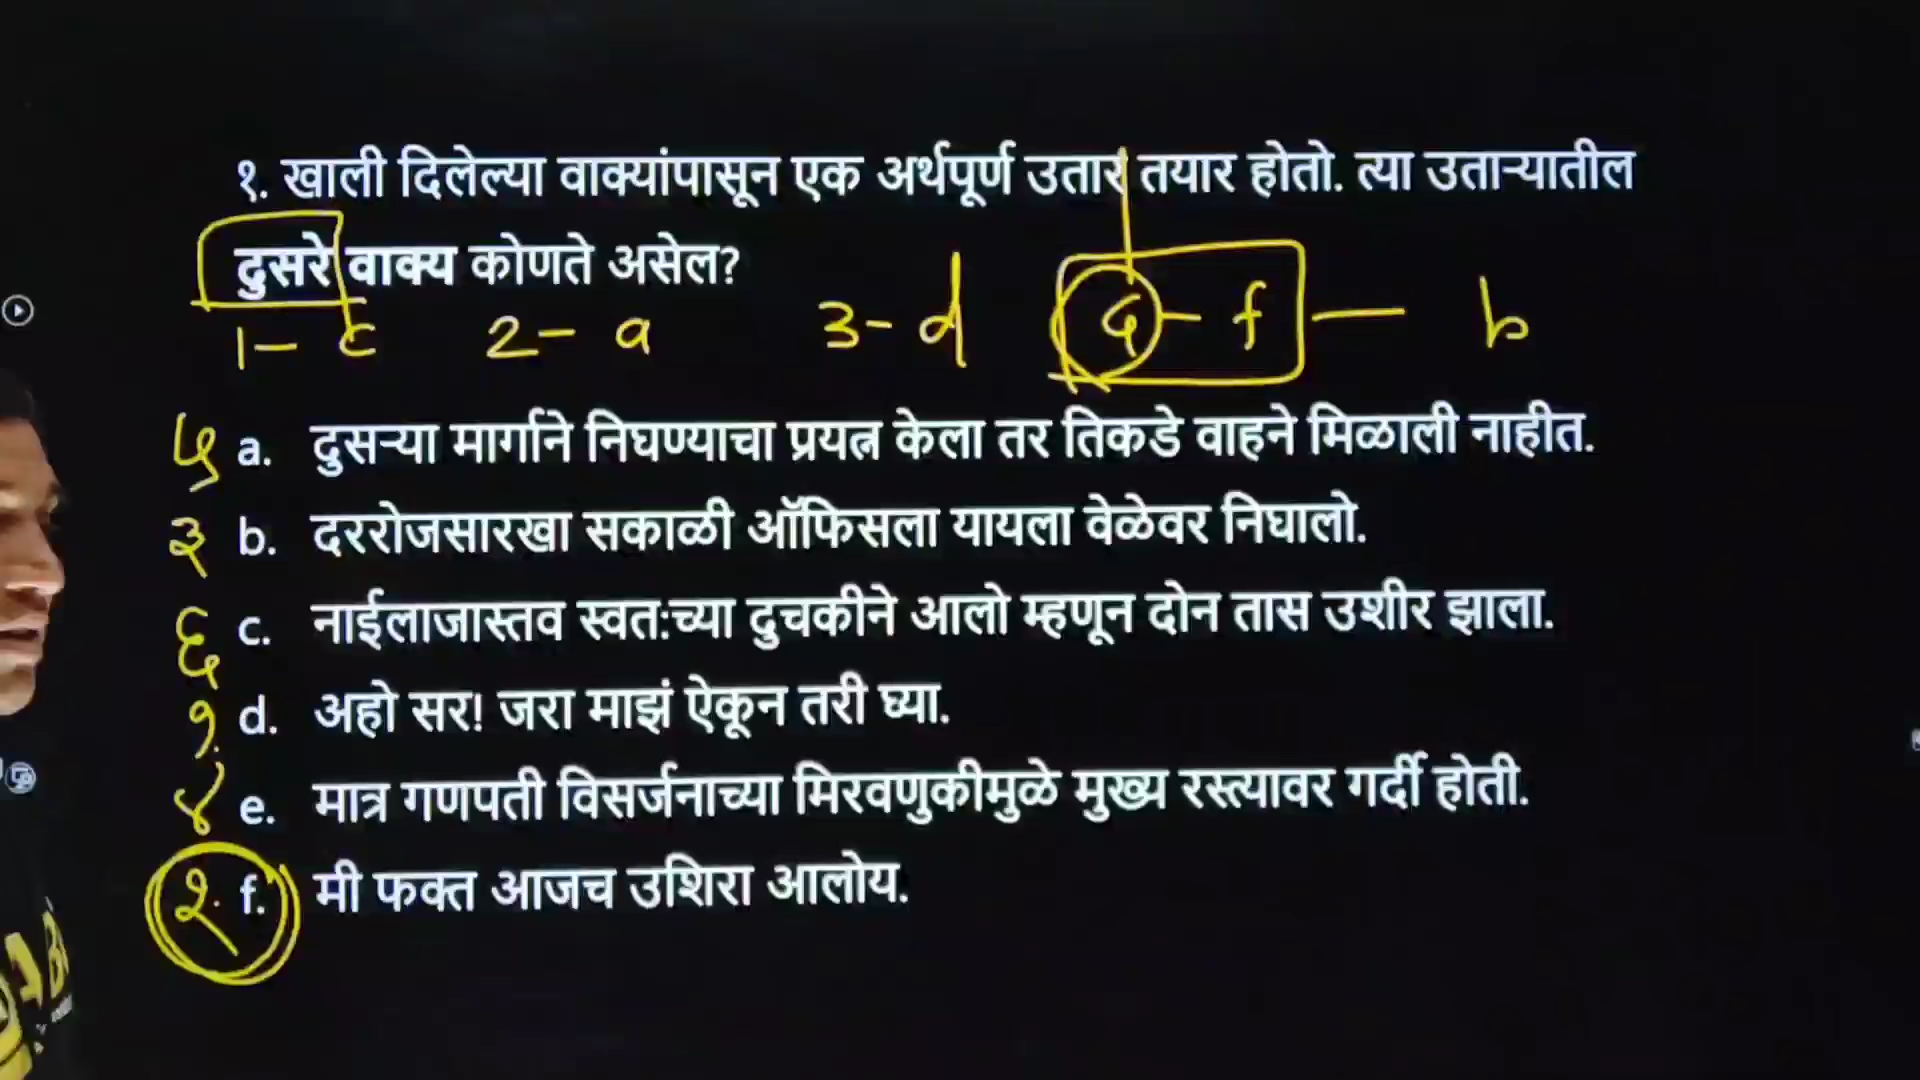 १. खाली दिलेल्या वाक्यांपासून एक अर्थपूर्ण उतार तयार होतो. त्या उताऱ्यातील
दुसरे वाक्य कोणते असेल?
1- c 2- a 3- d 4- f - b
५ a. दुसऱ्या मार्गाने निघण्याचा प्रयत्न केला तर तिकडे वाहने मिळाली नाहीत.
३ b. दररोजसारखा सकाळी ऑफिसला यायला वेळेवर निघालो.
६ c. नाईलाजास्तव स्वत:च्या दुचकीने आलो म्हणून दोन तास उशीर झाला.
१. d. अहो सर! जरा माझं ऐकून तरी घ्या.
४ e. मात्र गणपती विसर्जनाच्या मिरवणुकीमुळे मुख्य रस्त्यावर गर्दी होती.
२. f. मी फक्त आजच उशिरा आलोय.